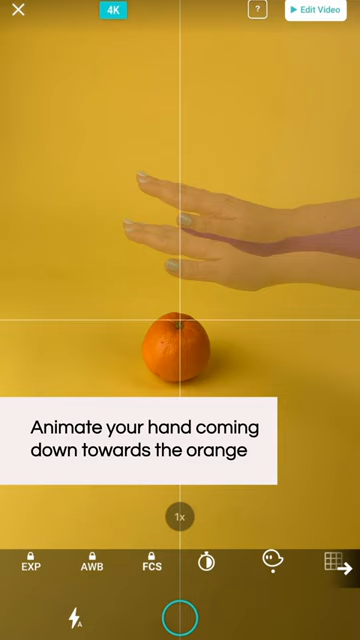 4K
?
Edit Video
Animate your hand coming
down towards the orange
1x
EXP
AWB
FCS
A